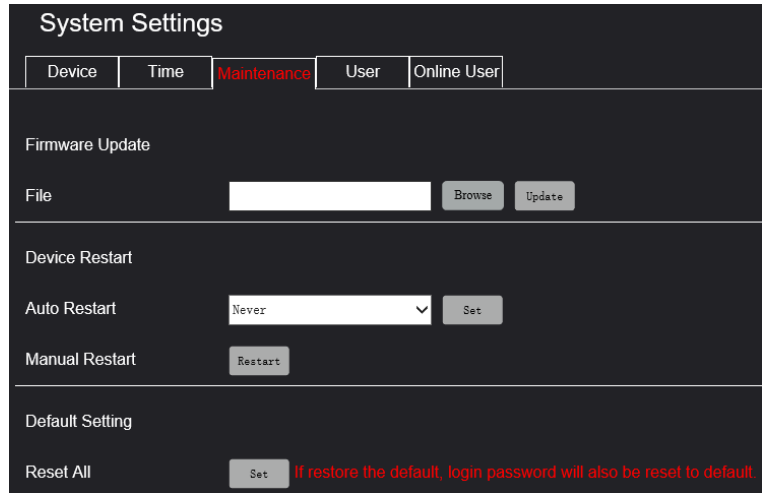 System Settings
Device Time Maintenance User Online User
Firmware Update
File Browse Update
Device Restart
Auto Restart Never Set
Manual Restart Restart
Default Setting
Reset All Set If restore the default, login password will also be reset to default.